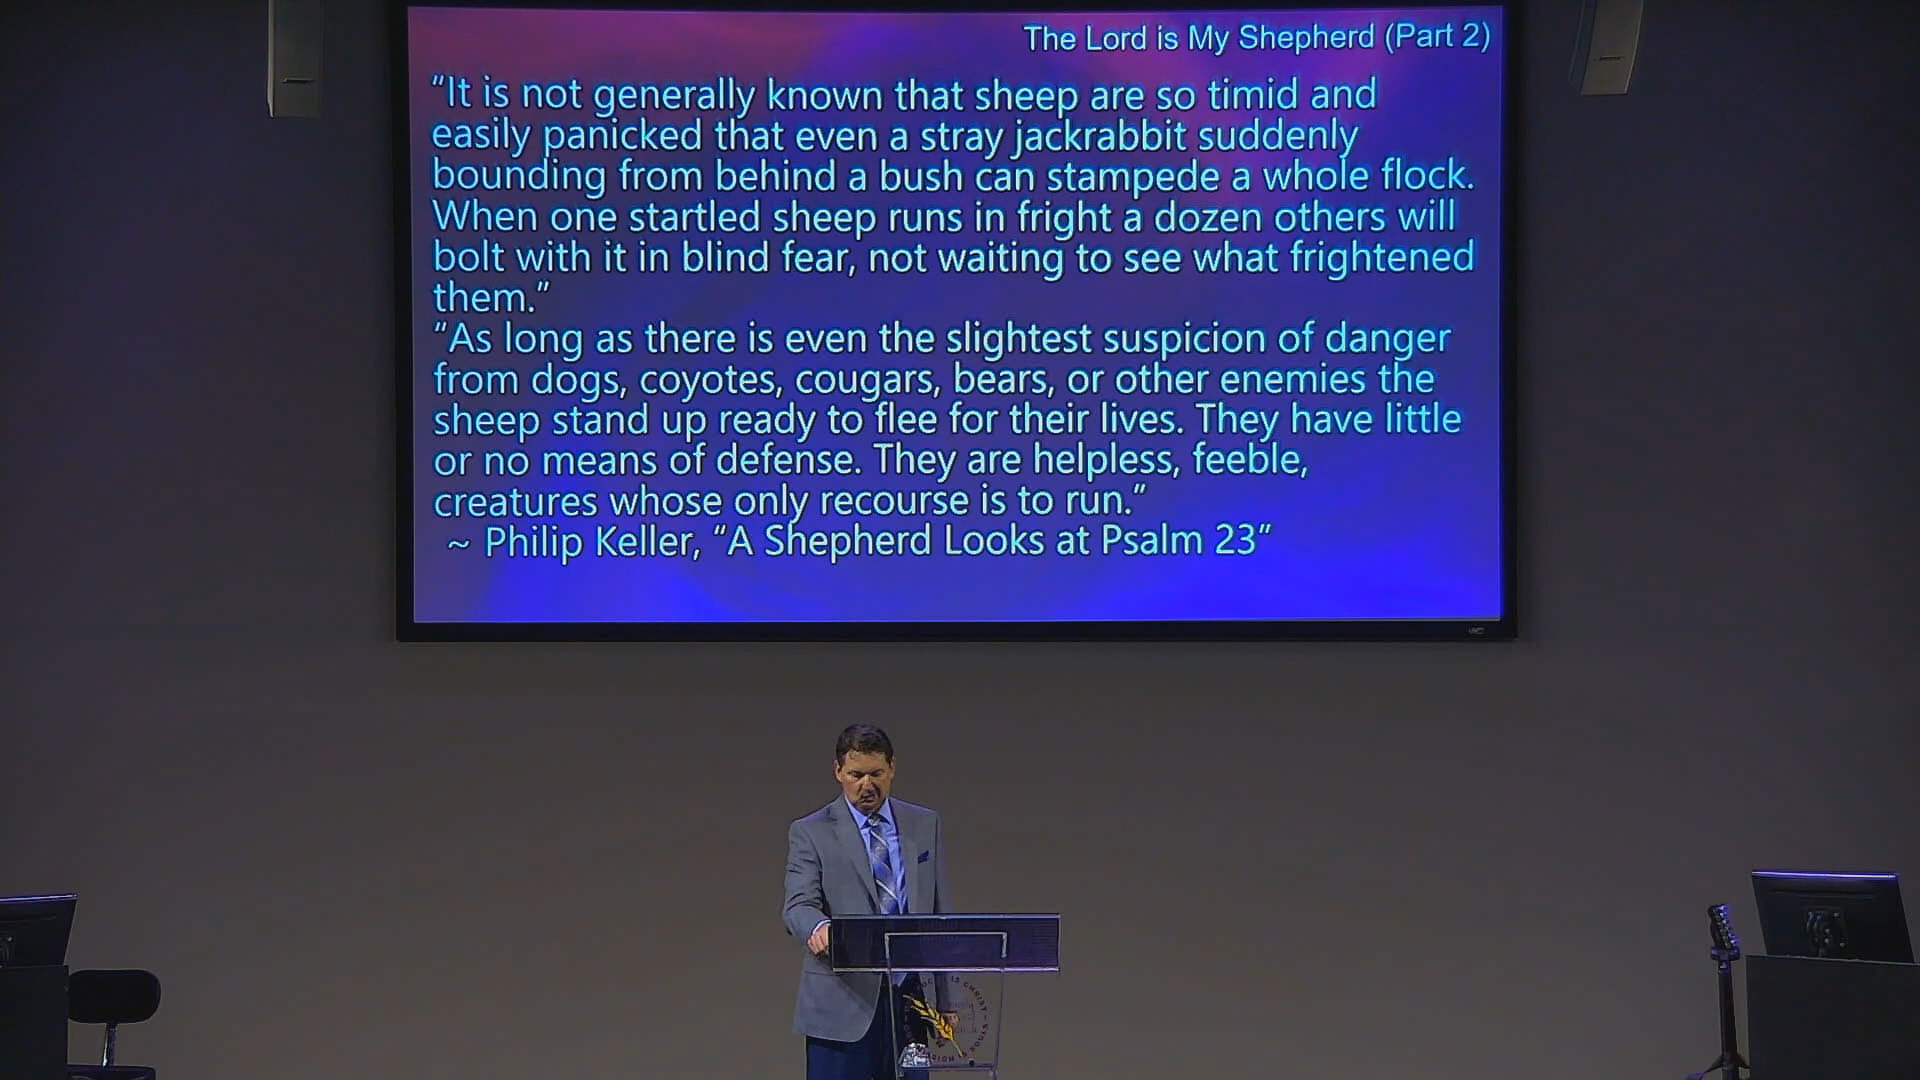 The Lord is My Shepherd (Part 2)
“It is not generally known that sheep are so timid and
easily panicked that even a stray jackrabbit suddenly
bounding from behind a bush can stampede a whole flock.
When one startled sheep runs in fright a dozen others will
bolt with it in blind fear, not waiting to see what frightened
them.”
“As long as there is even the slightest suspicion of danger
from dogs, coyotes, cougars, bears, or other enemies the
sheep stand up ready to flee for their lives. They have little
or no means of defense. They are helpless, feeble,
creatures whose only recourse is to run.”
~ Philip Keller, “A Shepherd Looks at Psalm 23”
IS CHRIST
IS SOULS